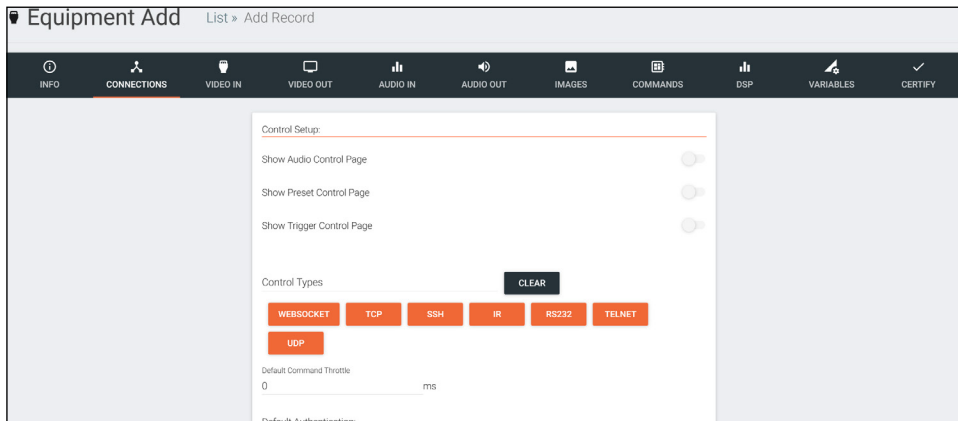 Equipment Add List » Add Record
INFO CONNECTIONS VIDEO IN VIDEO OUT AUDIO IN AUDIO OUT IMAGES COMMANDS DSP VARIABLES CERTIFY
Control Setup:
Show Audio Control Page
Show Preset Control Page
Show Trigger Control Page
Control Types CLEAR
WEBSOCKET TCP SSH IR RS232 TELNET
UDP
Default Command Throttle
0 ms
Default Authentication: